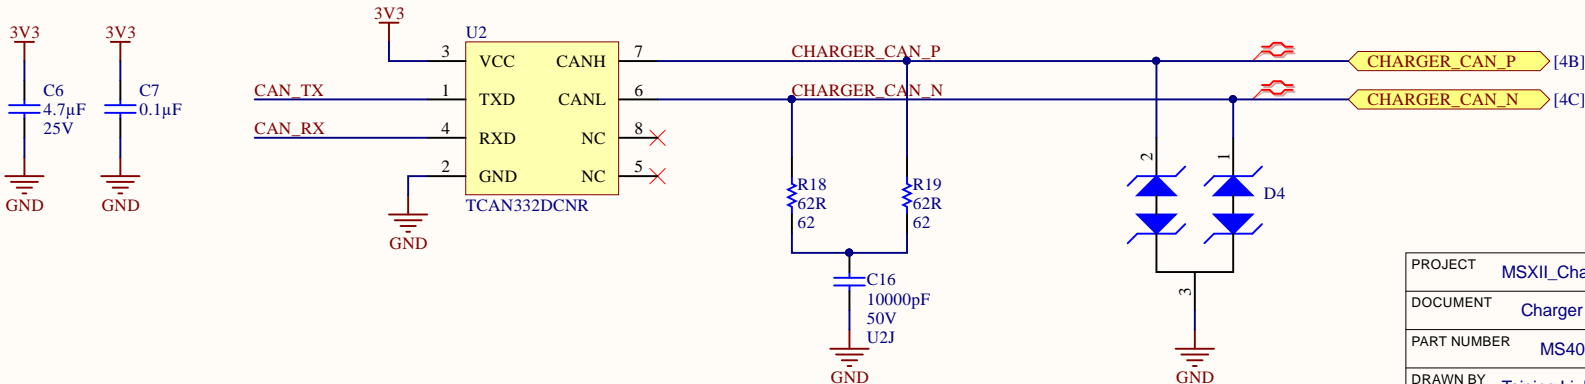 3V3
C6
4.7µF
25V
GND
3V3
C7
0.1µF
GND
3V3
CAN_TX
CAN_RX
U2
3 VCC CANH 7
1 TXD CANL 6
4 RXD NC 8
2 GND NC 5
TCAN332DCNR
GND
CHARGER_CAN_P
CHARGER_CAN_N
R18
62R
62
R19
62R
62
C16
10000pF
50V
U2J
GND
2
1
D4
3
GND
CHARGER_CAN_P [4B]
CHARGER_CAN_N [4C]
PROJECT MSXII_Cha
DOCUMENT Charger
PART NUMBER MS40
DRAWN BY